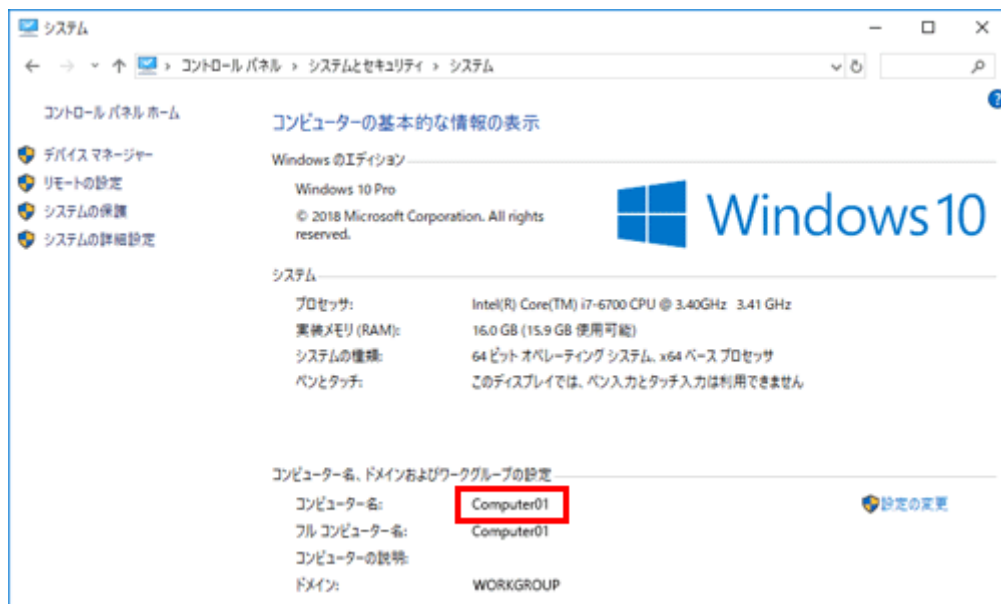 システム
コントロール パネル › システムとセキュリティ › システム
コントロール パネル ホーム
デバイス マネージャー
リモートの設定
システムの保護
システムの詳細設定
コンピューターの基本的な情報の表示
Windows のエディション
Windows 10 Pro
© 2018 Microsoft Corporation. All rights
reserved.
Windows 10
システム
プロセッサ: Intel(R) Core(TM) i7-6700 CPU @ 3.40GHz 3.41 GHz
実装メモリ (RAM): 16.0 GB (15.9 GB 使用可能)
システムの種類: 64 ビット オペレーティング システム、x64 ベース プロセッサ
ペンとタッチ: このディスプレイでは、ペン入力とタッチ入力は利用できません
コンピューター名、ドメインおよびワークグループの設定
コンピューター名: Computer01 設定の変更
フル コンピューター名: Computer01
コンピューターの説明:
ドメイン: WORKGROUP